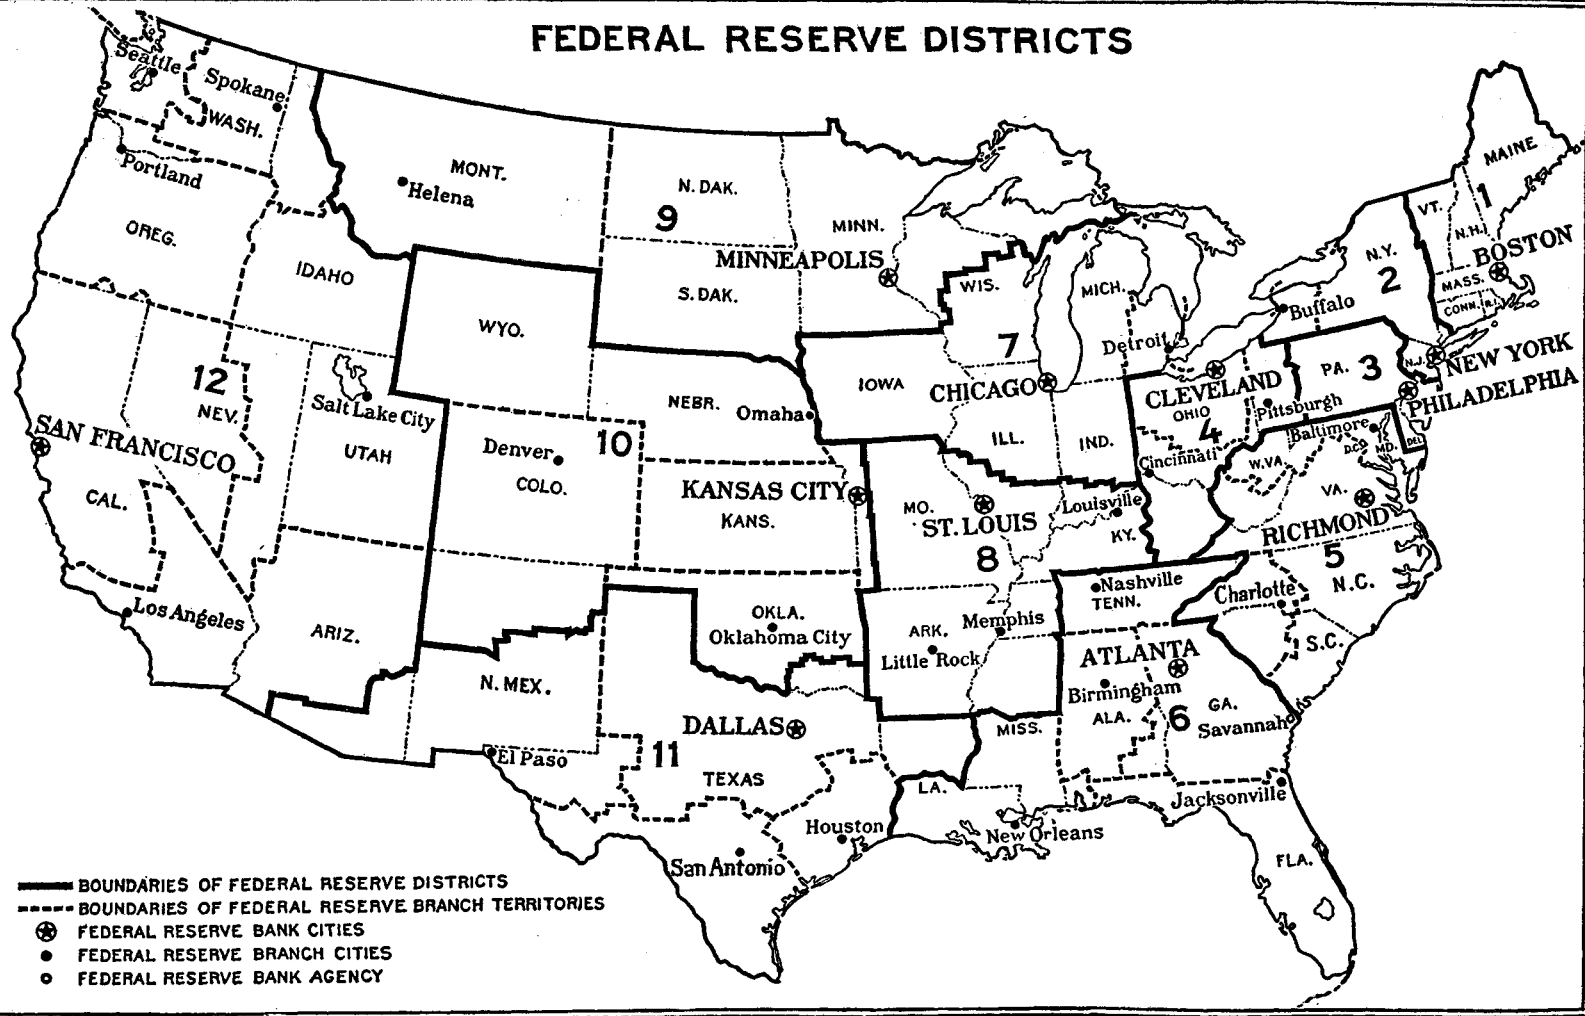 FEDERAL RESERVE DISTRICTS
Seattle
Spokane
WASH.
Portland
OREG.
IDAHO
MONT.
Helena
N. DAK.
9
S. DAK.
MINN.
MINNEAPOLIS
WIS.
MICH.
7
Detroit
CHICAGO
IOWA
ILL.
IND.
MAINE
1
VT.
N.H.
BOSTON
MASS.
CONN.
R.I.
N.Y.
2
Buffalo
NEW YORK
N.J.
PA.
3
PHILADELPHIA
CLEVELAND
OHIO
4
Pittsburgh
Cincinnati
Baltimore
D.C.
MD.
DEL.
W.VA.
VA.
RICHMOND
5
N.C.
Charlotte
S.C.
WYO.
NEBR.
Omaha
10
Denver
COLO.
KANSAS CITY
KANS.
OKLA.
Oklahoma City
12
NEV.
SAN FRANCISCO
CAL.
Los Angeles
Salt Lake City
UTAH
ARIZ.
N. MEX.
El Paso
DALLAS
11
TEXAS
Houston
San Antonio
MO.
ST. LOUIS
8
Louisville
KY.
ARK.
Memphis
Little Rock
Nashville
TENN.
ATLANTA
Birmingham
ALA.
6
GA.
Savannah
MISS.
LA.
New Orleans
Jacksonville
FLA.
BOUNDARIES OF FEDERAL RESERVE DISTRICTS
BOUNDARIES OF FEDERAL RESERVE BRANCH TERRITORIES
FEDERAL RESERVE BANK CITIES
FEDERAL RESERVE BRANCH CITIES
FEDERAL RESERVE BANK AGENCY